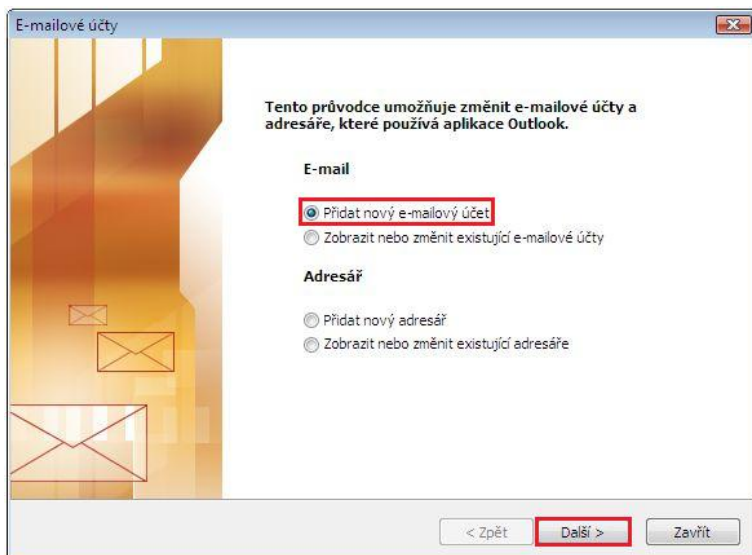 E-mailové účty
Tento průvodce umožňuje změnit e-mailové účty a
adresáře, které používá aplikace Outlook.
E-mail
Přidat nový e-mailový účet
Zobrazit nebo změnit existující e-mailové účty
Adresář
Přidat nový adresář
Zobrazit nebo změnit existující adresáře
< Zpět
Další >
Zavřít